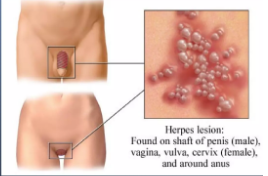 Herpes lesion:
Found on shaft of penis (male),
vagina, vulva, cervix (female),
and around anus